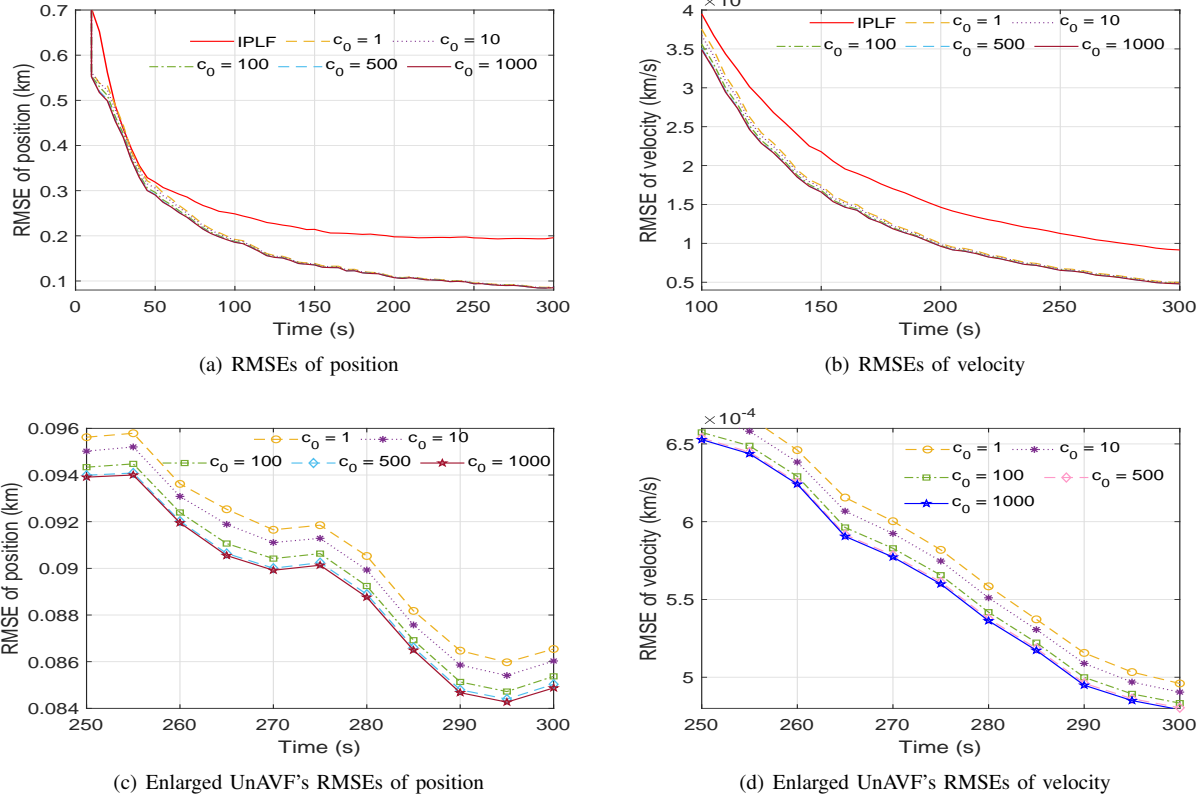 0.7
0.6
0.5
0.4
0.3
0.2
0.1
RMSE of position (km)
IPLF
c0 = 1
c0 = 10
c0 = 100
c0 = 500
c0 = 1000
0 50 100 150 200 250 300
Time (s)
(a) RMSEs of position
4
3.5
3
2.5
2
1.5
1
0.5
RMSE of velocity (km/s)
IPLF
c0 = 1
c0 = 10
c0 = 100
c0 = 500
c0 = 1000
100 150 200 250 300
Time (s)
(b) RMSEs of velocity
0.096
0.094
0.092
0.09
0.088
0.086
0.084
RMSE of position (km)
c0 = 1
c0 = 10
c0 = 100
c0 = 500
c0 = 1000
250 260 270 280 290 300
Time (s)
(c) Enlarged UnAVF's RMSEs of position
×10-4
6.5
6
5.5
5
RMSE of velocity (km/s)
c0 = 1
c0 = 10
c0 = 100
c0 = 500
c0 = 1000
250 260 270 280 290 300
Time (s)
(d) Enlarged UnAVF's RMSEs of velocity